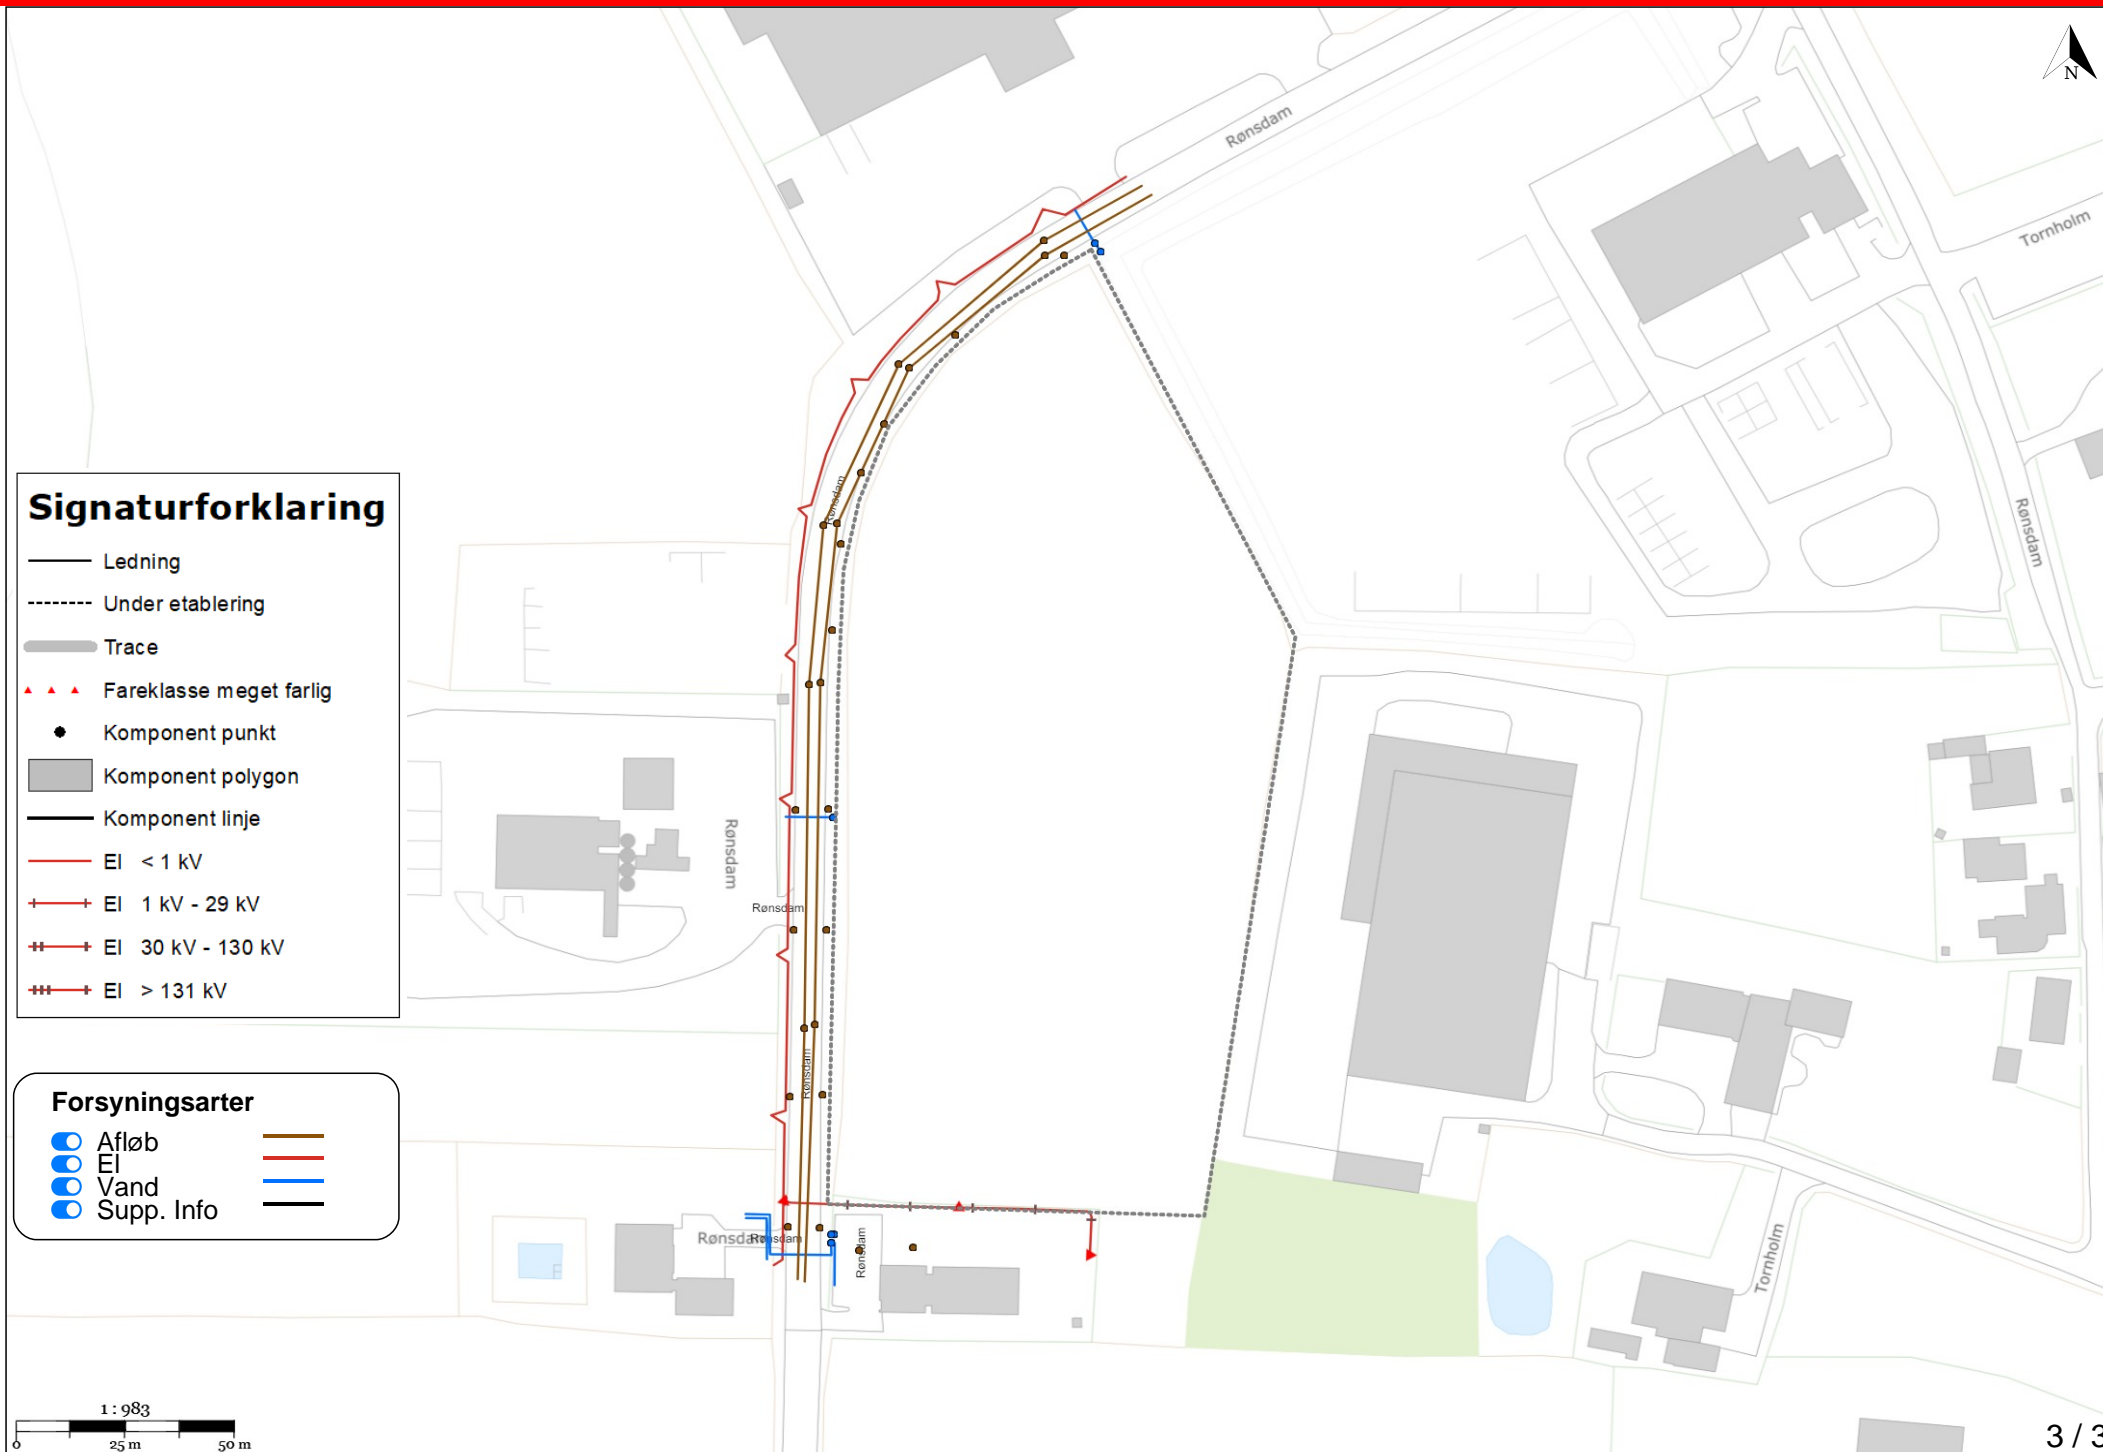 N
Rønsdam
Tornholm
Rønsdam
Rønsdam
Signaturforklaring
Ledning
Under etablering
Trace
Fareklasse meget farlig
Komponent punkt
Komponent polygon
Komponent linje
El < 1 kV
El 1 kV - 29 kV
El 30 kV - 130 kV
El > 131 kV
Rønsdam
Rønsdam
Rønsdam
Forsyningsarter
Afløb
El
Vand
Supp. Info
Rønsdam
Rønsdam
Rønsdam
Tornholm
1 : 983
0 25 m 50 m
3 / 3